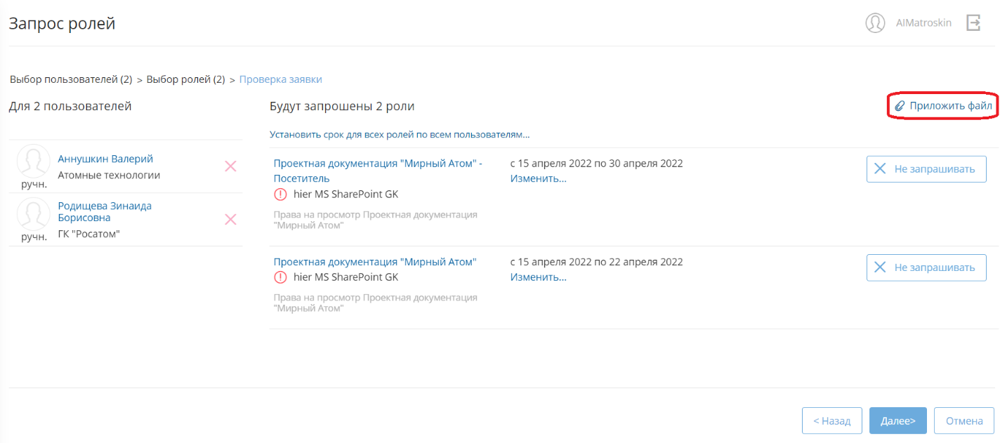 Запрос ролей
AIMatroskin
Выбор пользователей (2) > Выбор ролей (2) > Проверка заявки
Для 2 пользователей
Будут запрошены 2 роли
Приложить файл
Установить срок для всех ролей по всем пользователям...
Аннушкин Валерий
Атомные технологии
ручн.
Родищева Зинаида
Борисовна
ГК "Росатом"
ручн.
Проектная документация "Мирный Атом" -
Посетитель
hier MS SharePoint GK
Права на просмотр Проектная документация
"Мирный Атом"
с 15 апреля 2022 по 30 апреля 2022
Изменить...
Не запрашивать
Проектная документация "Мирный Атом"
hier MS SharePoint GK
Права на просмотр Проектная документация
"Мирный Атом"
с 15 апреля 2022 по 22 апреля 2022
Изменить...
Не запрашивать
< Назад
Далее>
Отмена